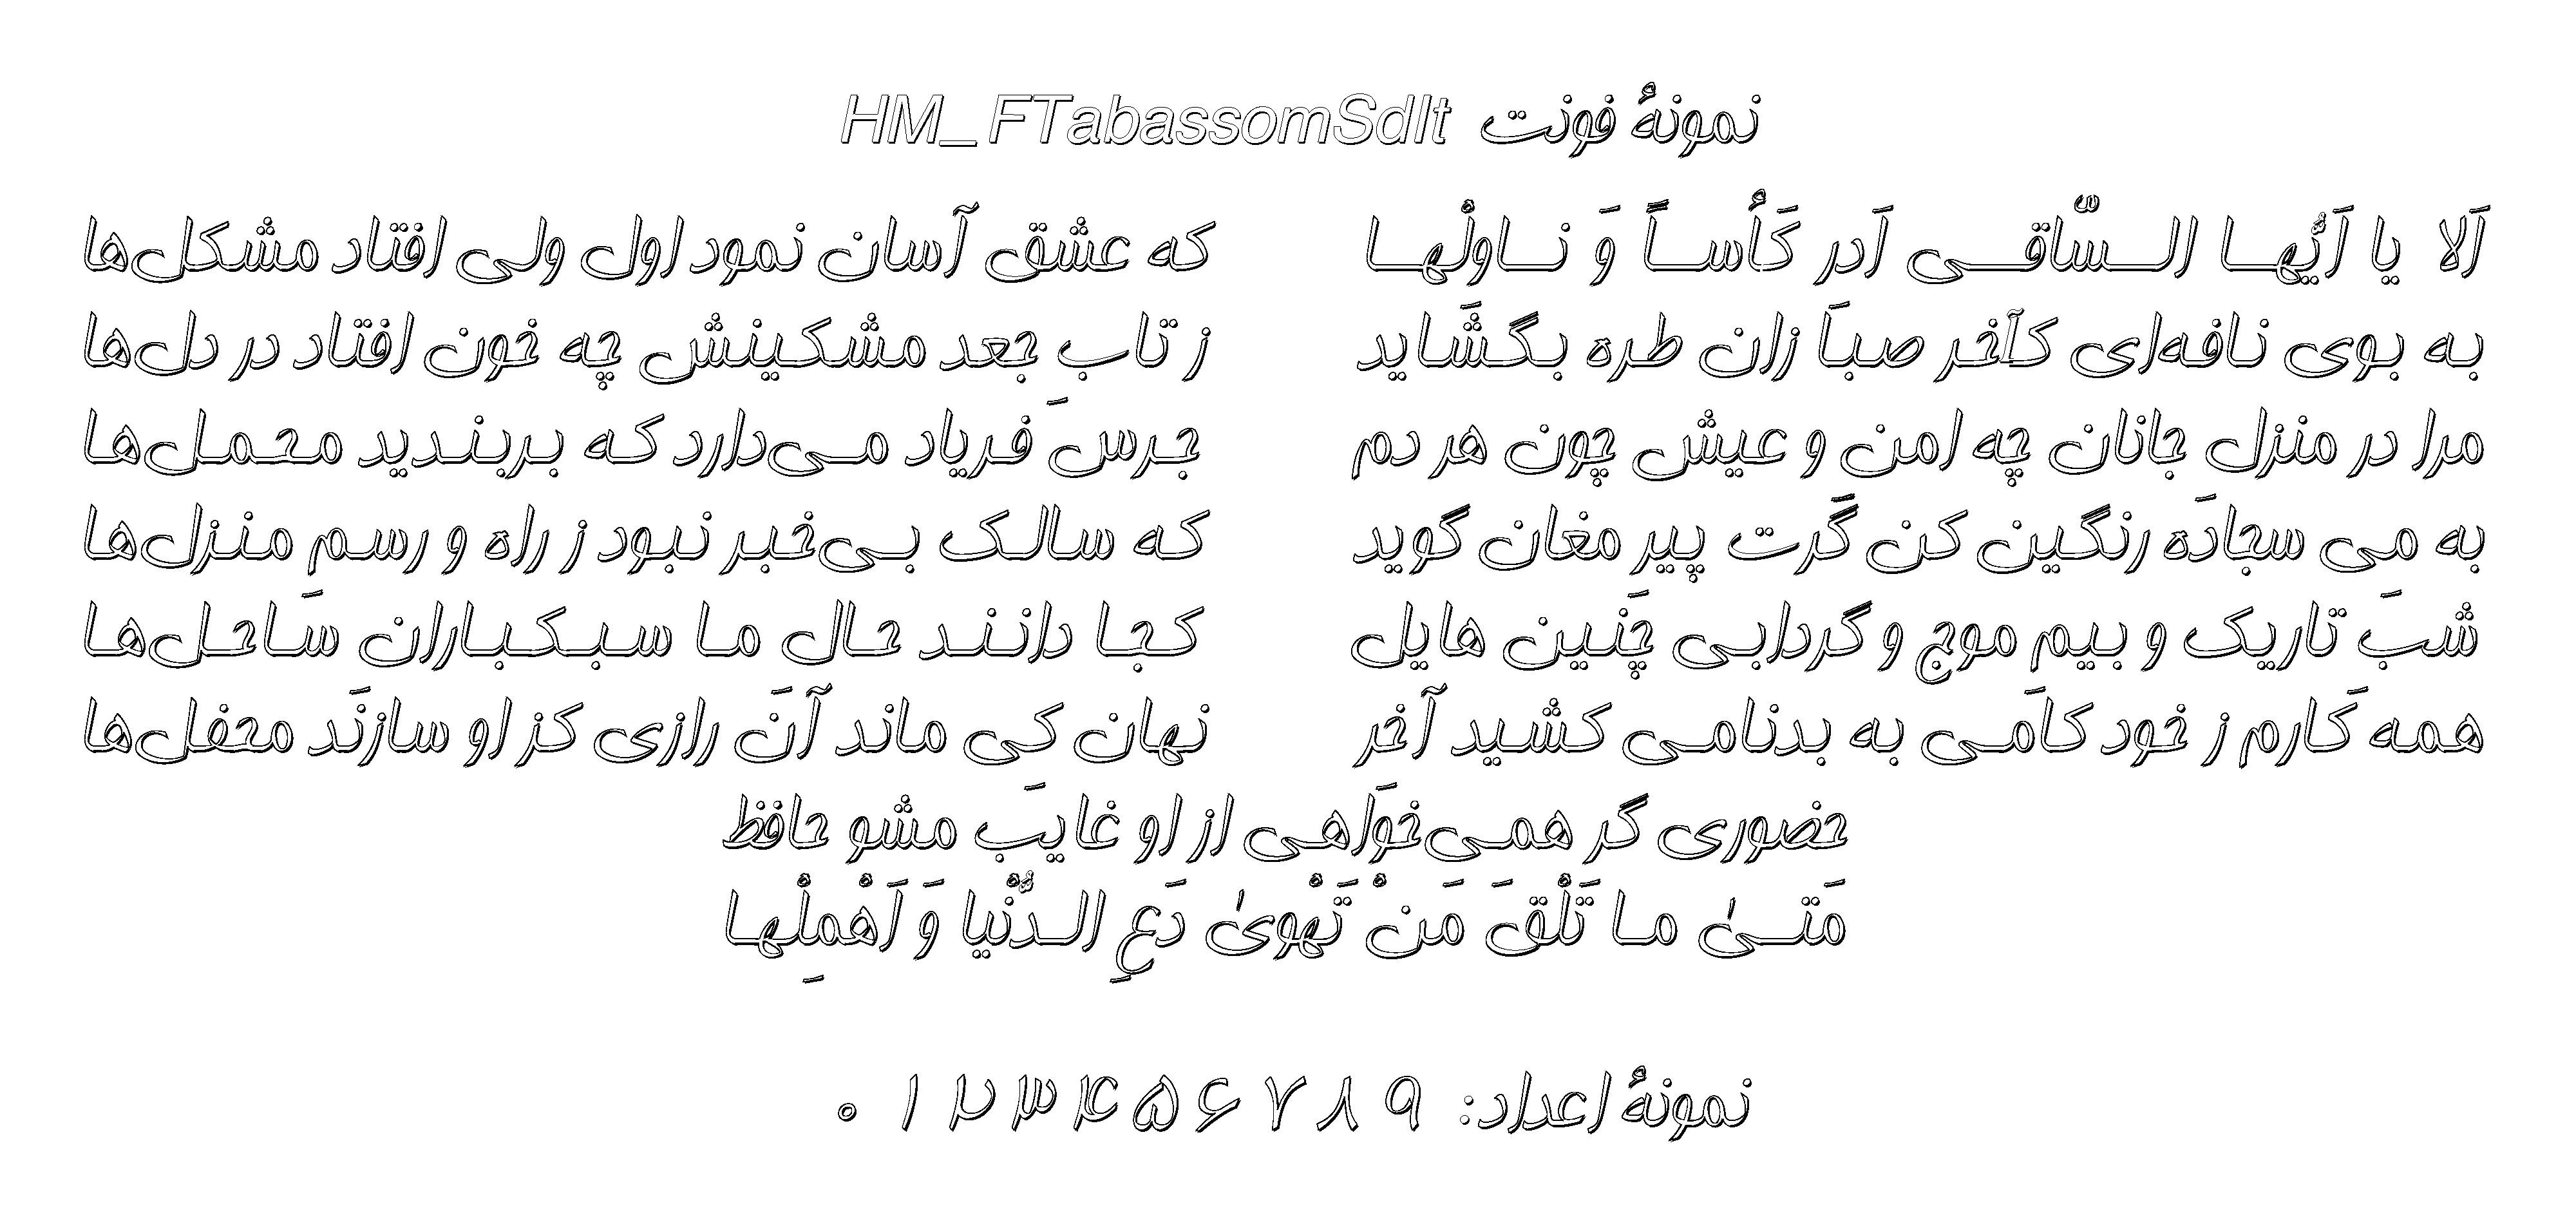 نمونهٔ فونت HM_FTabassomSdIt
اَلا یا اَیُّها السّاقی اَدر کَأساً وَ ناولْها که عشق آسان نمود اول ولی افتاد مشکل‌ها
به بوی نافه‌ای کآخر صبا زان طره بگشاید ز تابِ جعد مشکینش چه خون افتاد در دل‌ها
مرا در منزل جانان چه امن و عیش چون هر دم جرس فریاد می‌دارد که بربندید محمل‌ها
به می سجاده رنگین کن گرت پیر مغان گوید که سالک بی‌خبر نبود ز راه و رسمِ منزل‌ها
شب تاریک و بیم موج و گردابی چنین هایل کجا دانند حال ما سبکباران ساحل‌ها
همه کارم ز خود کامی به بدنامی کشید آخر نهان کی ماند آن رازی کز او سازند محفل‌ها
حضوری گر همی‌خواهی از او غایب مشو حافظ
مَتیٰ ما تَلْقَ مَنْ تَهْویٰ دَعِ الدُّنْیا وَ اَهْمِلْها
نمونهٔ اعداد: ۹ ۸ ۷ ۶ ۵ ۴ ۳ ۲ ۱ ۰